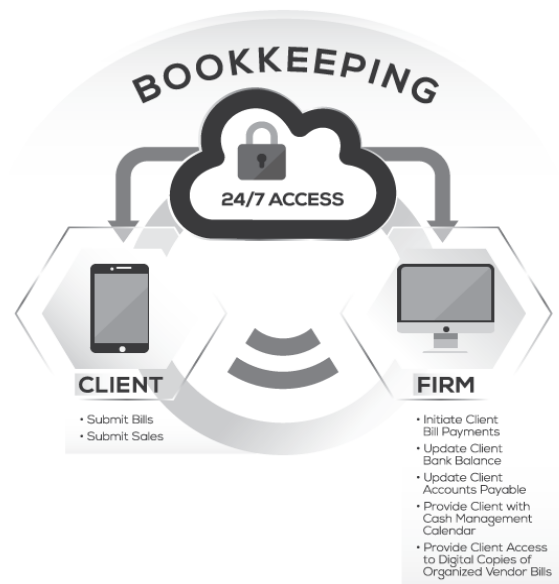 BOOKKEEPING
24/7 ACCESS
CLIENT
• Submit Bills
• Submit Sales
FIRM
• Initiate Client
Bill Payments
• Update Client
Bank Balance
• Update Client
Accounts Payable
• Provide Client with
Cash Management
Calendar
• Provide Client Access
to Digital Copies of
Organized Vendor Bills